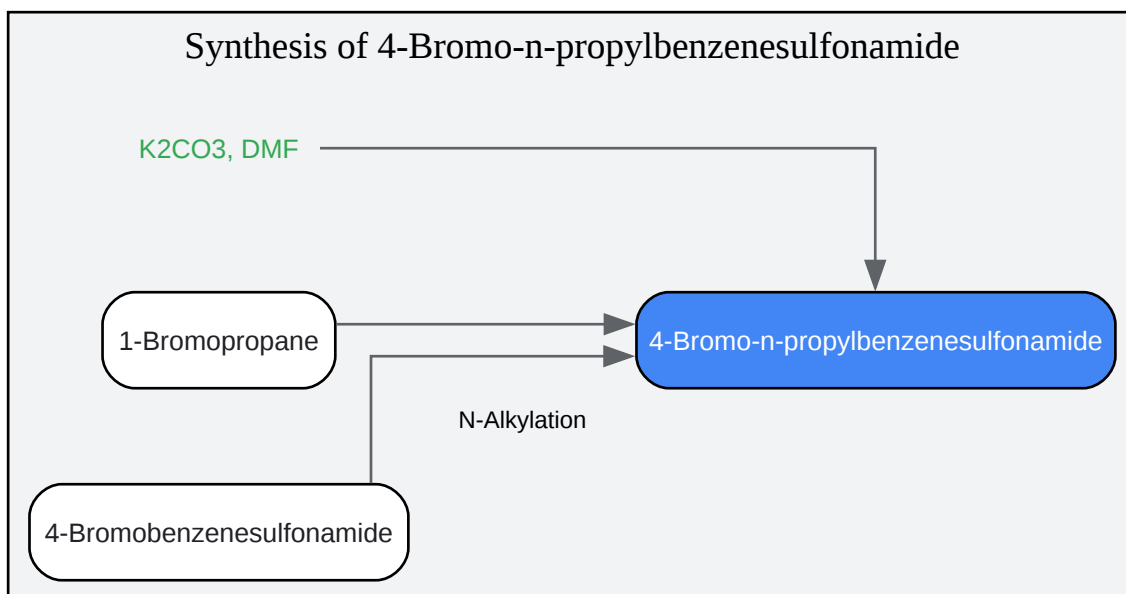 Synthesis of 4-Bromo-n-propylbenzenesulfonamide
K2CO3, DMF
1-Bromopropane
4-Bromo-n-propylbenzenesulfonamide
N-Alkylation
4-Bromobenzenesulfonamide